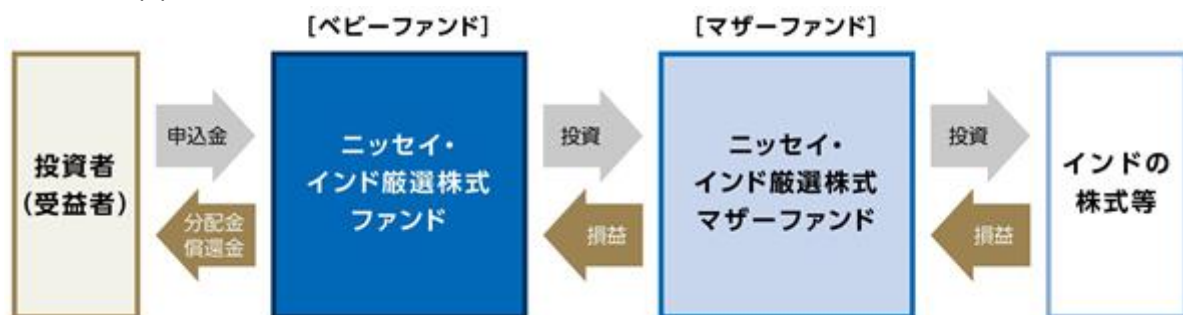 [ベビーファンド]
[マザーファンド]
投資者
(受益者)
申込金
分配金
償還金
ニッセイ・
インド厳選株式
ファンド
投資
損益
ニッセイ・
インド厳選株式
マザーファンド
投資
損益
インドの
株式等